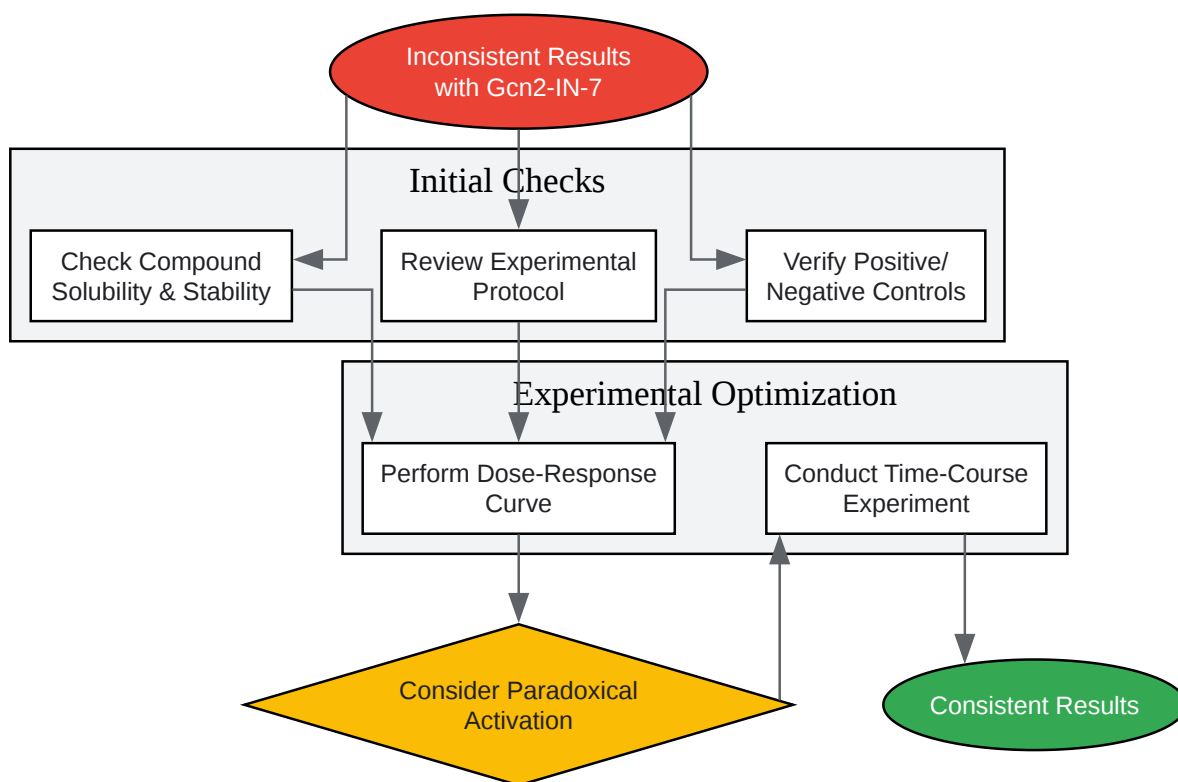 Inconsistent Results
with Gcn2-IN-7
Initial Checks
Check Compound
Solubility & Stability
Review Experimental
Protocol
Verify Positive/
Negative Controls
Experimental Optimization
Perform Dose-Response
Curve
Conduct Time-Course
Experiment
Consider Paradoxical
Activation
Consistent Results